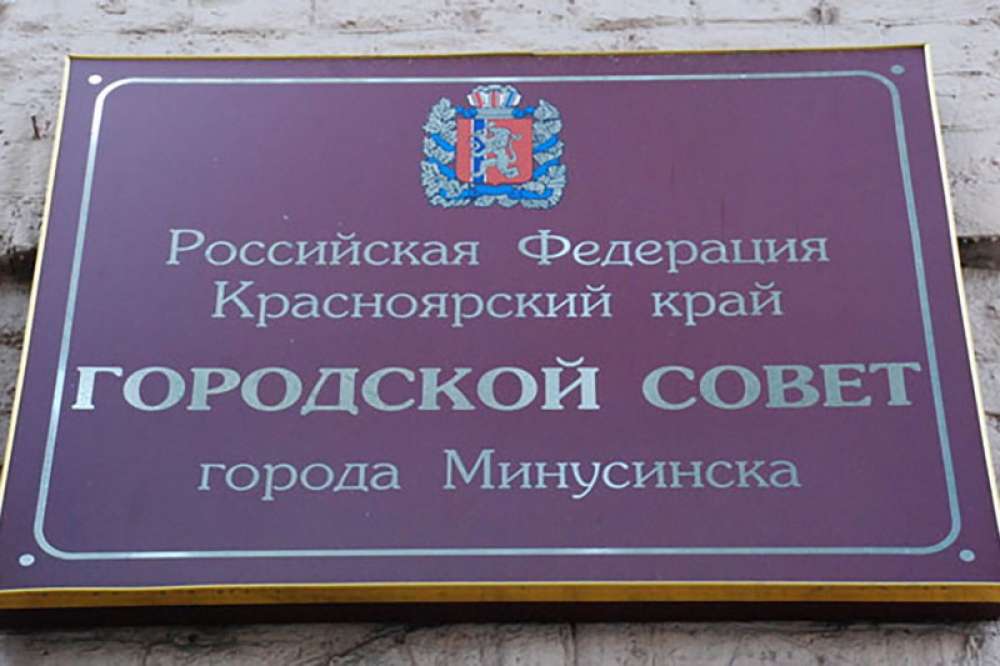 Российская Федерация
Красноярский край
ГОРОДСКОЙ СОВЕТ
города Минусинска